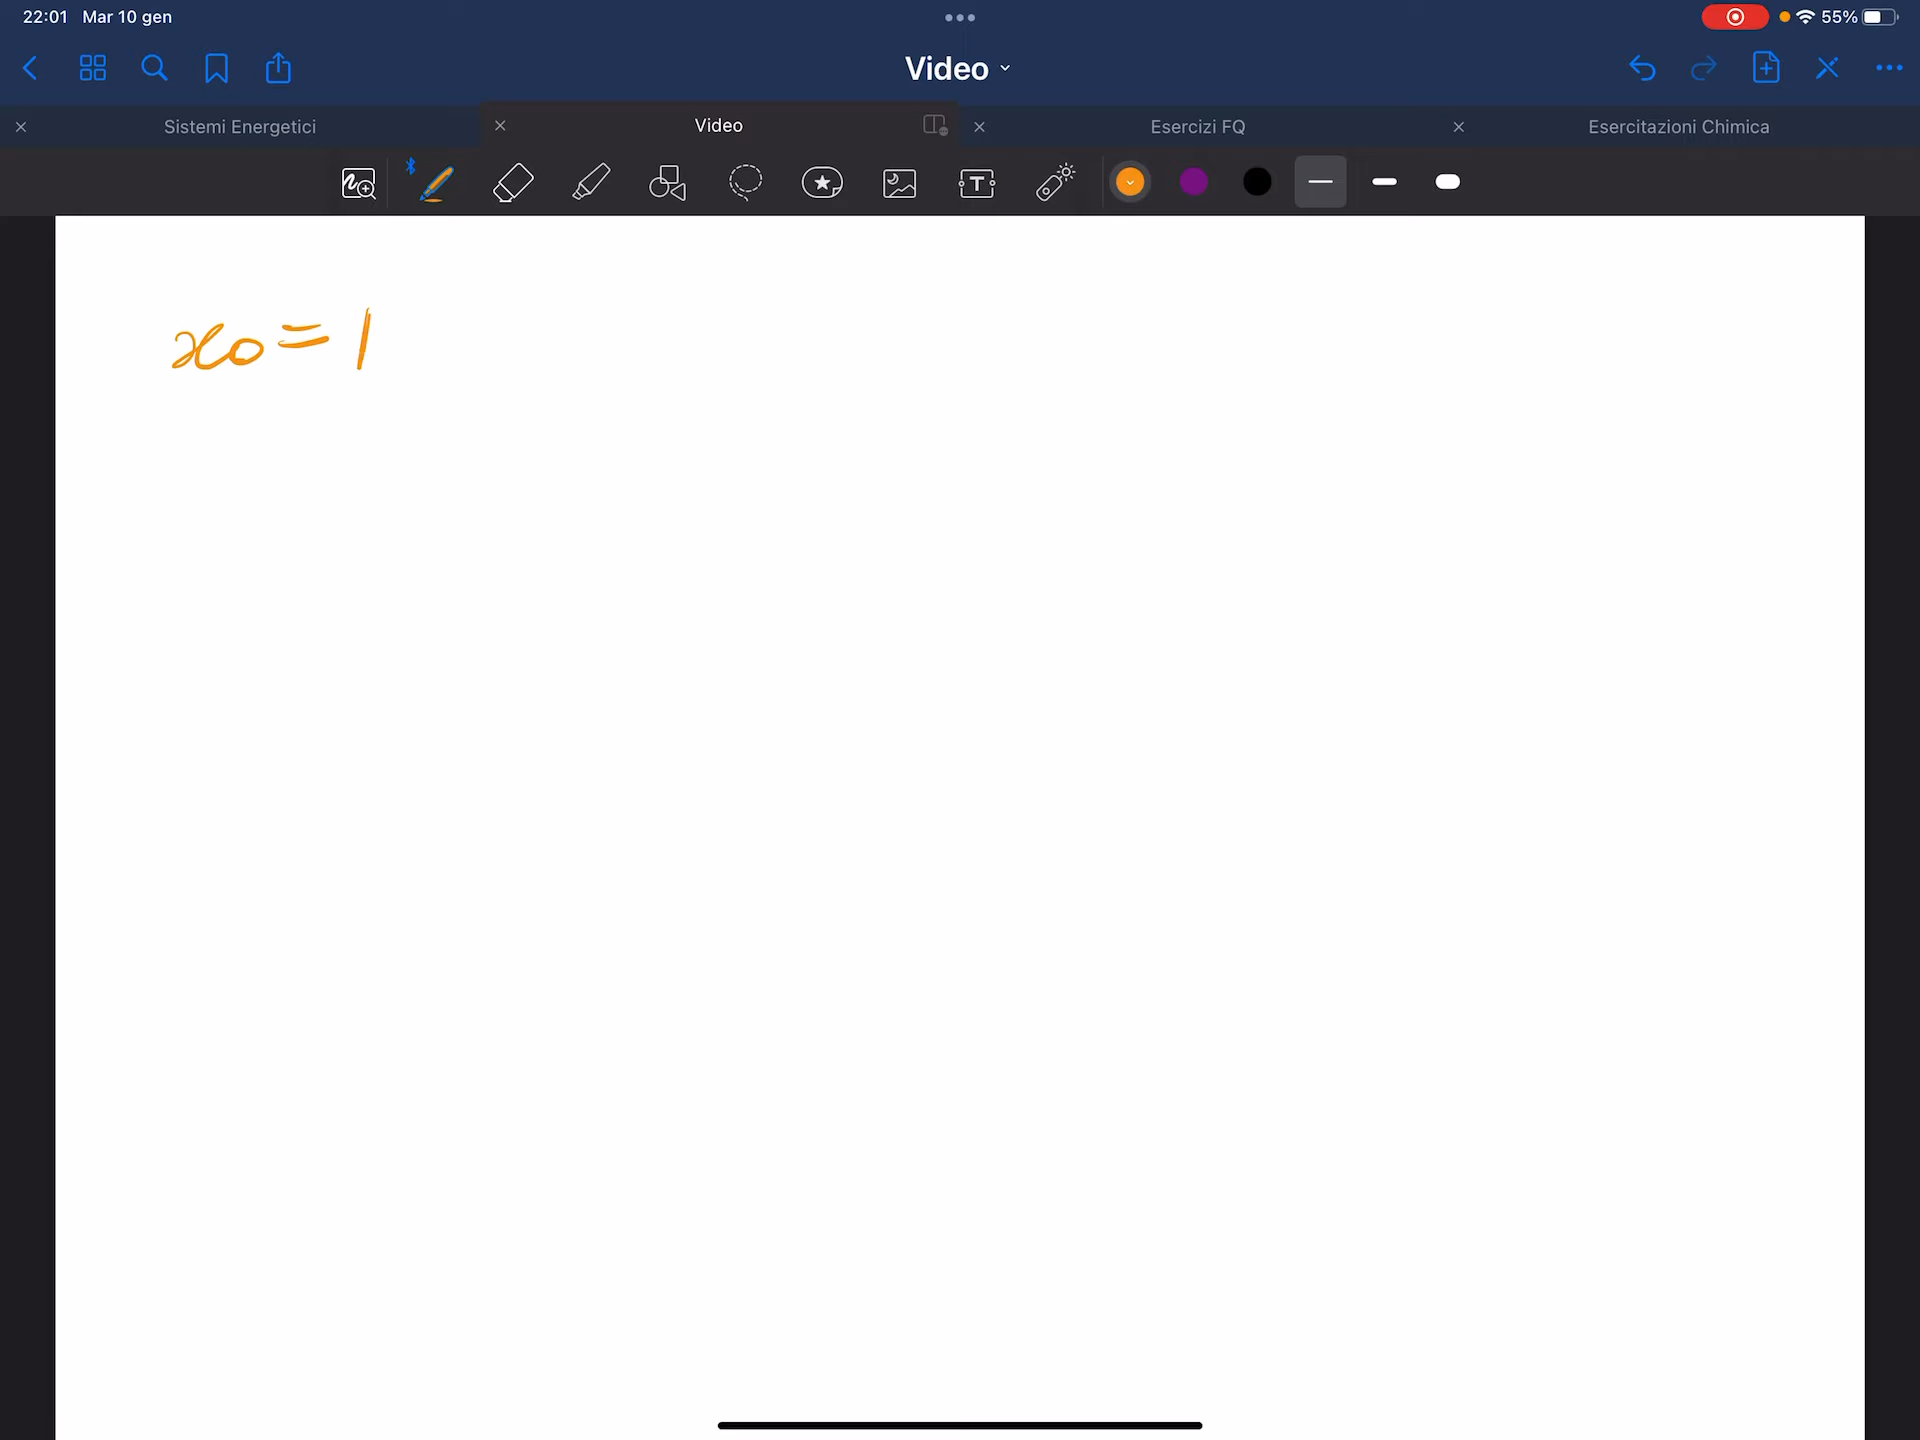 22:01 Mar 10 gen
55%
Video
Sistemi Energetici
Video
Esercizi FQ
Esercitazioni Chimica
T
x0 = 1